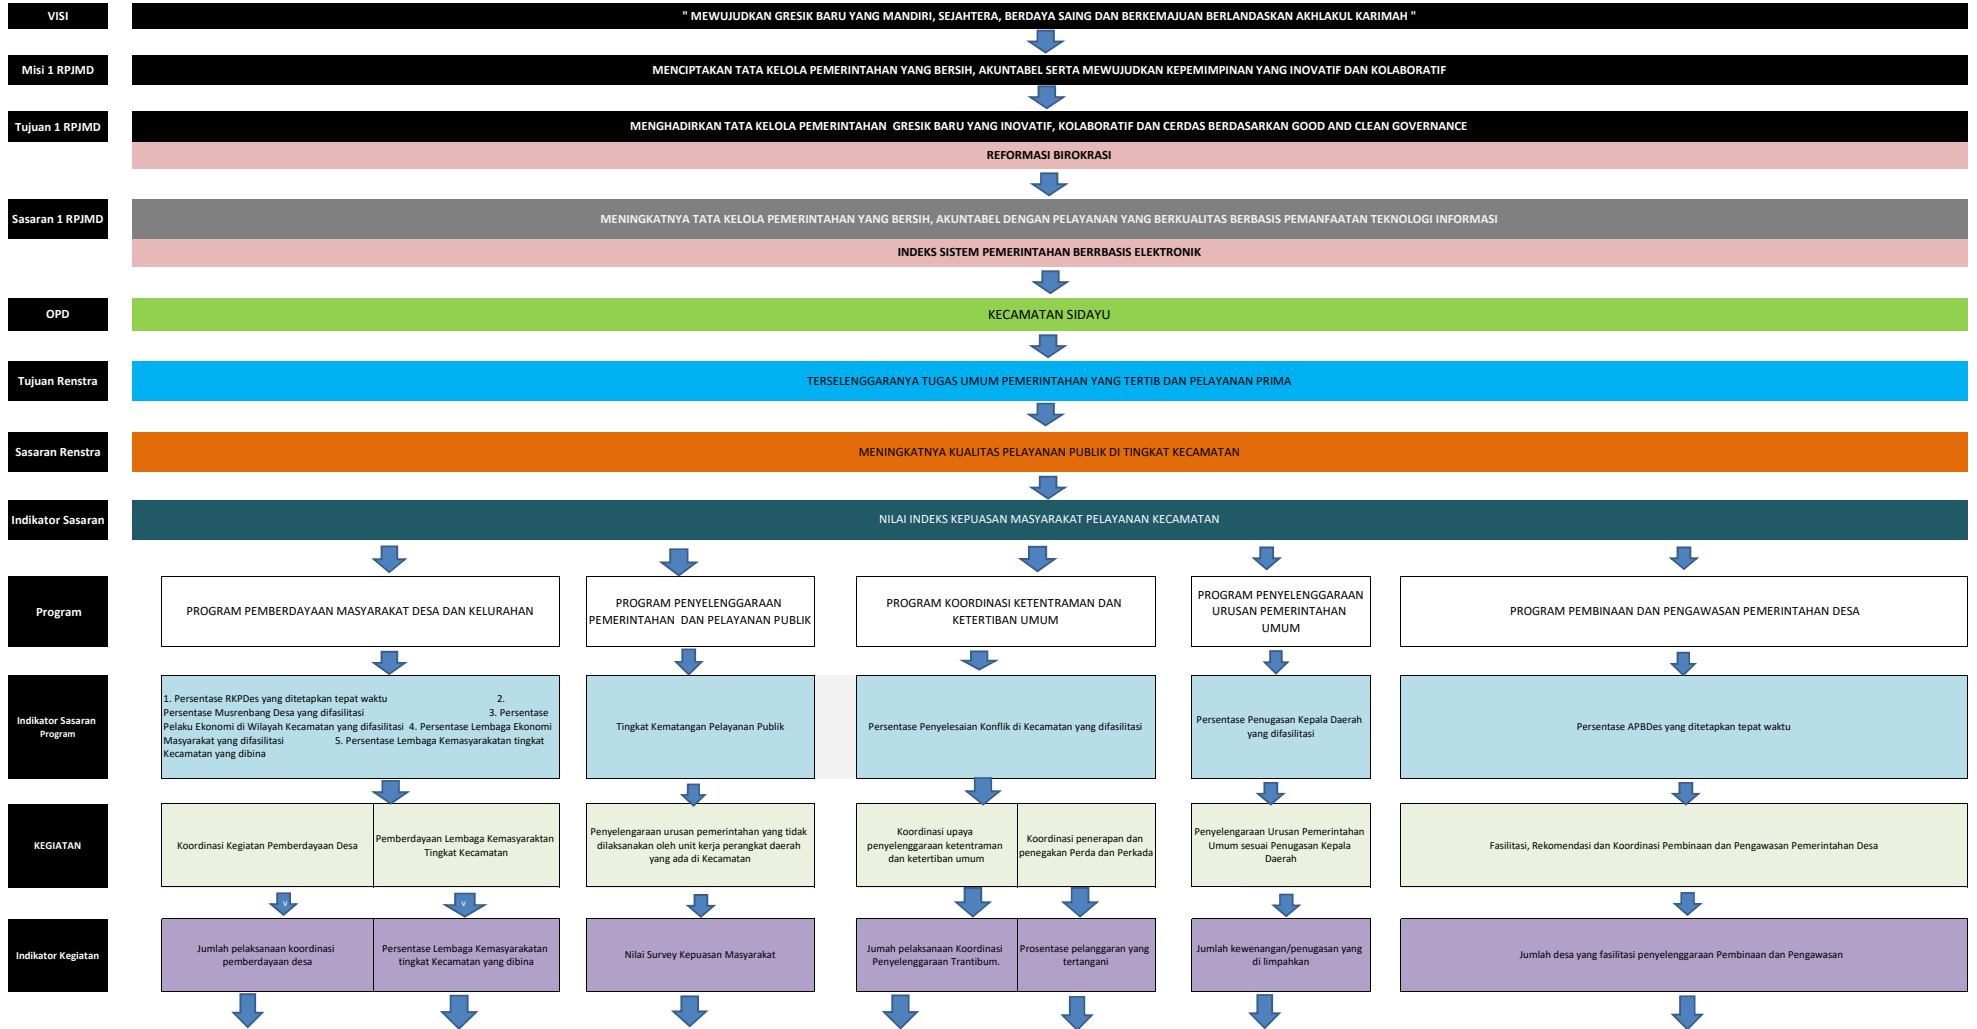 VISI
" MEWUJUDKAN GRESIK BARU YANG MANDIRI, SEJAHTERA, BERDAYA SAING DAN BERKEMAJUAN BERLANDASKAN AKHLAKUL KARIMAH "
Misi 1 RPJMD
MENCIPTAKAN TATA KELOLA PEMERINTAHAN YANG BERSIH, AKUNTABEL SERTA MEWUJUDKAN KEPEMIMPINAN YANG INOVATIF DAN KOLABORATIF
Tujuan 1 RPJMD
MENGHADIRKAN TATA KELOLA PEMERINTAHAN GRESIK BARU YANG INOVATIF, KOLABORATIF DAN CERDAS BERDASARKAN GOOD AND CLEAN GOVERNANCE
REFORMASI BIROKRASI
Sasaran 1 RPJMD
MENINGKATNYA TATA KELOLA PEMERINTAHAN YANG BERSIH, AKUNTABEL DENGAN PELAYANAN YANG BERKUALITAS BERBASIS PEMANFAATAN TEKNOLOGI INFORMASI
INDEKS SISTEM PEMERINTAHAN BERRBASIS ELEKTRONIK
OPD
KECAMATAN SIDAYU
Tujuan Renstra
TERSELENGGARANYA TUGAS UMUM PEMERINTAHAN YANG TERTIB DAN PELAYANAN PRIMA
Sasaran Renstra
MENINGKATNYA KUALITAS PELAYANAN PUBLIK DI TINGKAT KECAMATAN
Indikator Sasaran
NILAI INDEKS KEPUASAN MASYARAKAT PELAYANAN KECAMATAN
Program
PROGRAM PEMBERDAYAAN MASYARAKAT DESA DAN KELURAHAN
PROGRAM PENYELENGGARAAN
PEMERINTAHAN DAN PELAYANAN PUBLIK
PROGRAM KOORDINASI KETENTRAMAN DAN
KETERTIBAN UMUM
PROGRAM PENYELENGGARAAN
URUSAN PEMERINTAHAN
UMUM
PROGRAM PEMBINAAN DAN PENGAWASAN PEMERINTAHAN DESA
Indikator Sasaran
Program
1. Persentase RKPDes yang ditetapkan tepat waktu 2.
Persentase Musrenbang Desa yang difasilitasi 3. Persentase
Pelaku Ekonomi di Wilayah Kecamatan yang difasilitasi 4. Persentase Lembaga Ekonomi
Masyarakat yang difasilitasi 5. Persentase Lembaga Kemasyarakatan tingkat
Kecamatan yang dibina
Tingkat Kematangan Pelayanan Publik
Persentase Penyelesaian Konflik di Kecamatan yang difasilitasi
Persentase Penugasan Kepala Daerah
yang difasilitasi
Persentase APBDes yang ditetapkan tepat waktu
KEGIATAN
Koordinasi Kegiatan Pemberdayaan Desa
Pemberdayaan Lembaga Kemasyaraktan
Tingkat Kecamatan
Penyelengaraan urusan pemerintahan yang tidak
dilaksanakan oleh unit kerja perangkat daerah
yang ada di Kecamatan
Koordinasi upaya
penyelenggaraan ketentraman
dan ketertiban umum
Koordinasi penerapan dan
penegakan Perda dan Perkada
Penyelengaraan Urusan Pemerintahan
Umum sesuai Penugasan Kepala
Daerah
Fasilitasi, Rekomendasi dan Koordinasi Pembinaan dan Pengawasan Pemerintahan Desa
v
v
Indikator Kegiatan
Jumlah pelaksanaan koordinasi
pemberdayaan desa
Persentase Lembaga Kemasyarakatan
tingkat Kecamatan yang dibina
Nilai Survey Kepuasan Masyarakat
Jumah pelaksanaan Koordinasi
Penyelenggaraan Trantibum.
Prosentase pelanggaran yang
tertangani
Jumlah kewenangan/penugasan yang
di limpahkan
Jumlah desa yang fasilitasi penyelenggaraan Pembinaan dan Pengawasan